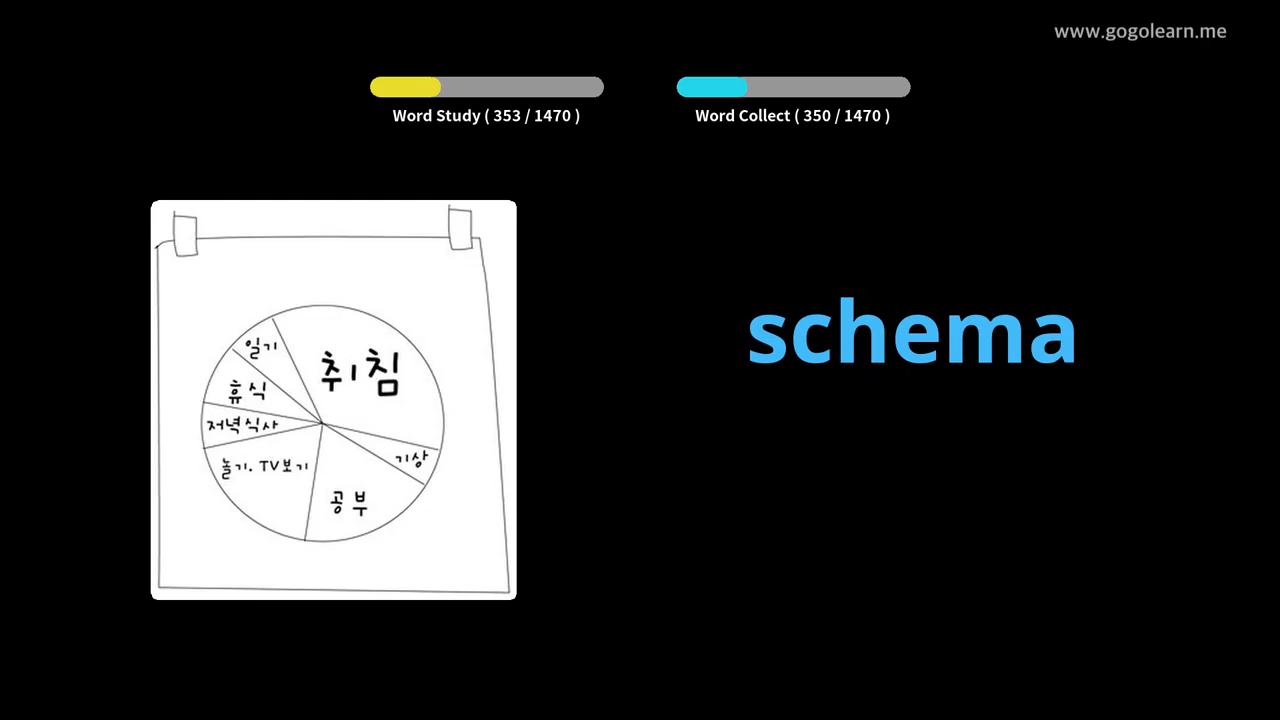 www.gogolearn.me
Word Study ( 353 / 1470 )
Word Collect ( 350 / 1470 )
일기
취침
휴식
저녁식사
놀기. TV보기
기상
공부
schema